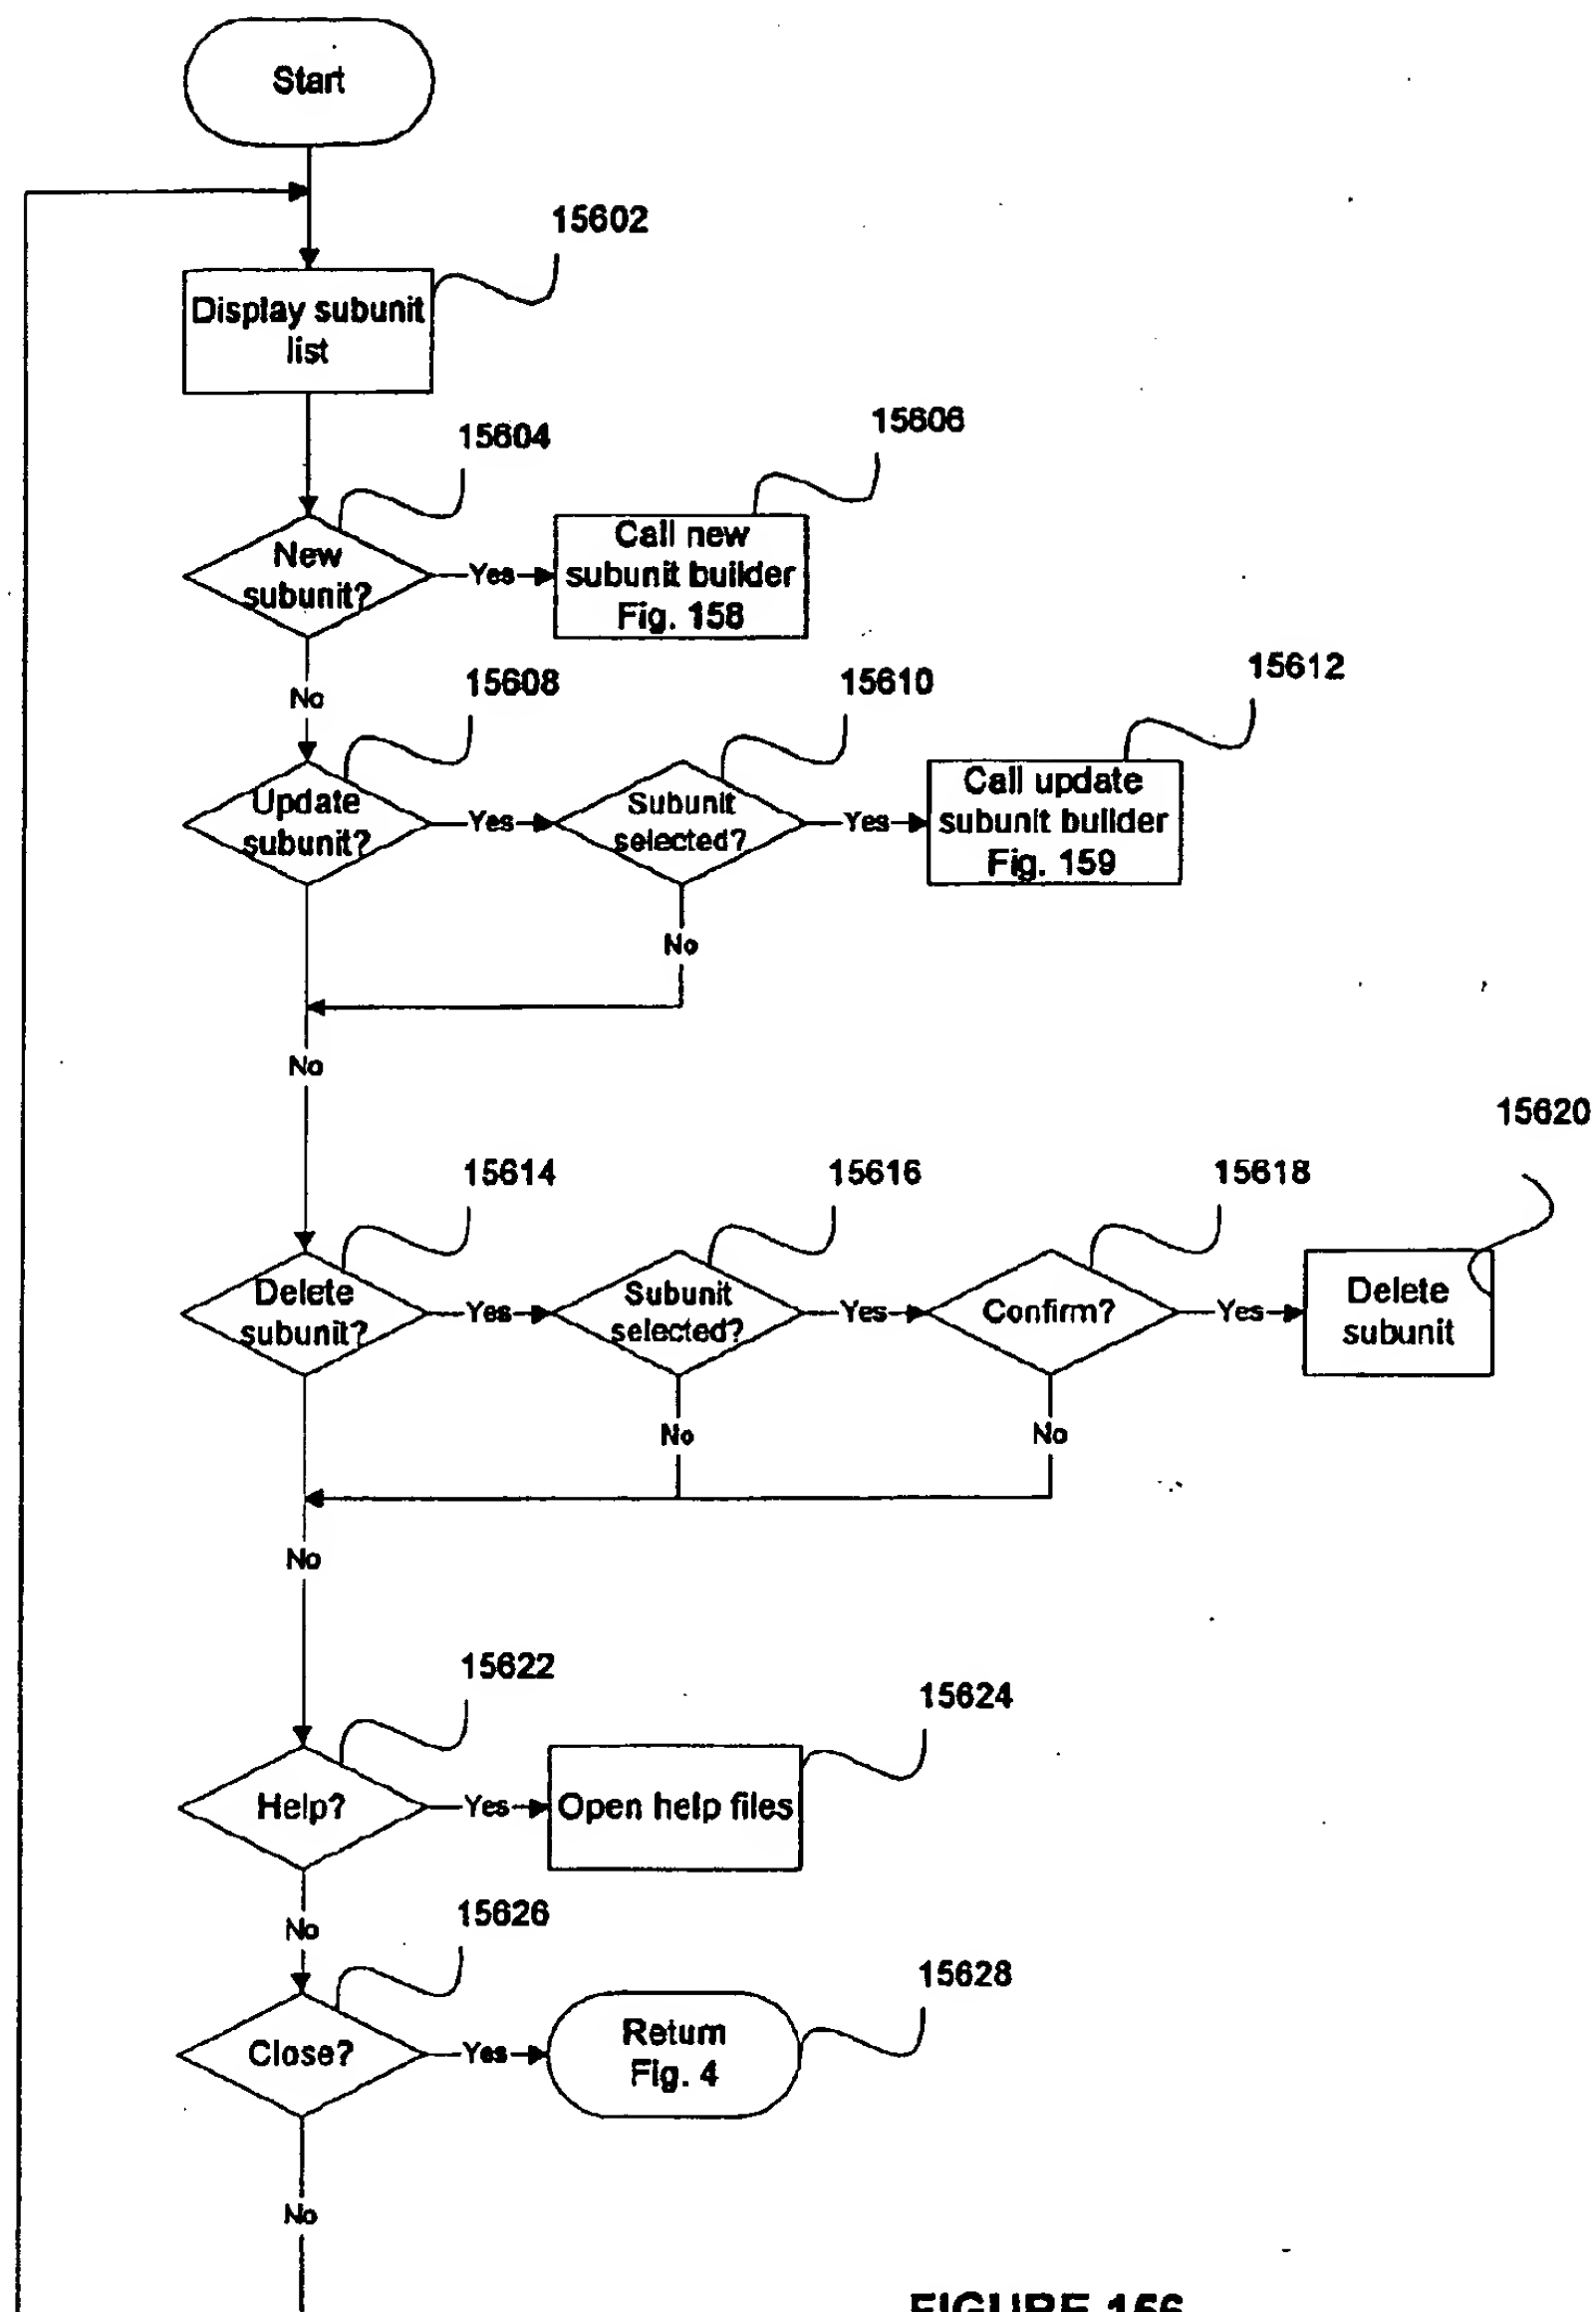 Start
15602
Display subunit
list
15604
15606
New
subunit?
Yes
Call new
subunit builder
Fig. 158
No
15608
15610
15612
Update
subunit?
Yes
Subunit
selected?
Yes
Call update
subunit builder
Fig. 159
No
No
15620
15614
15616
15618
Delete
subunit?
Yes
Subunit
selected?
Yes
Confirm?
Yes
Delete
subunit
No
No
No
15622
15624
Help?
Yes
Open help files
No
15626
15628
Close?
Yes
Return
Fig. 4
No
FIGURE 156